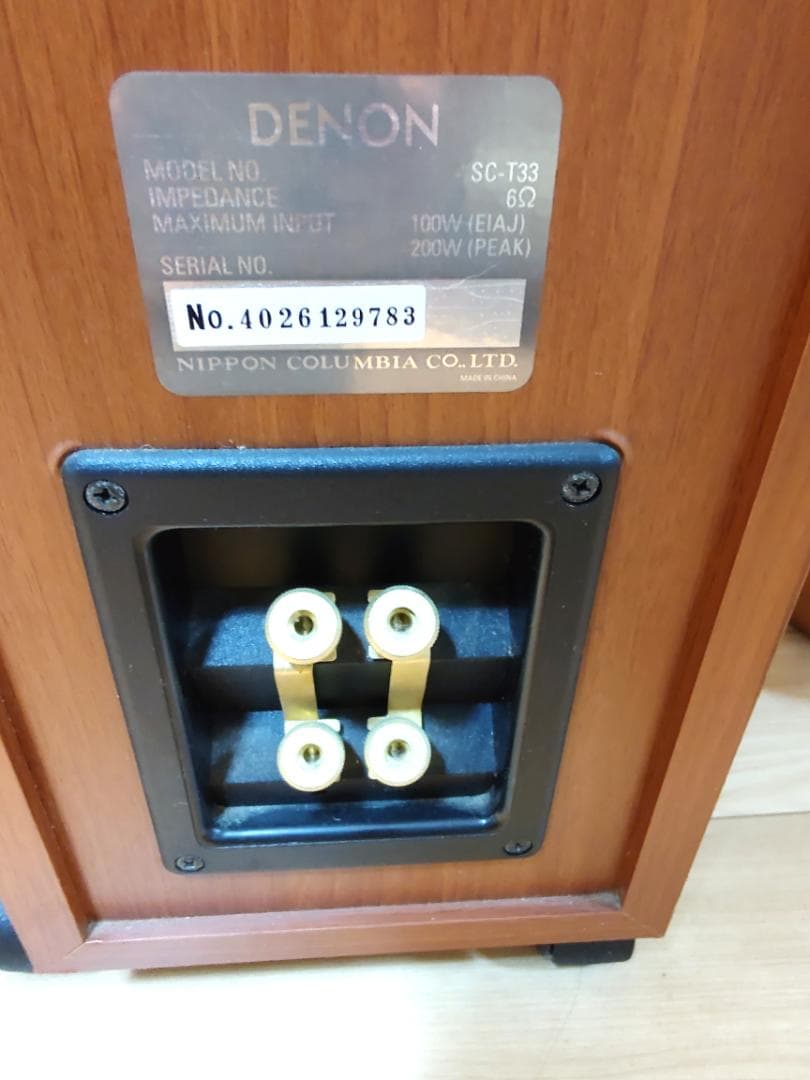 DENON
MODEL NO. SC-T33
IMPEDANCE 6Ω
MAXIMUM INPUT 100W (EIAJ)
200W (PEAK)
SERIAL NO.
No.4026129783
NIPPON COLUMBIA CO.,LTD.
MADE IN CHINA